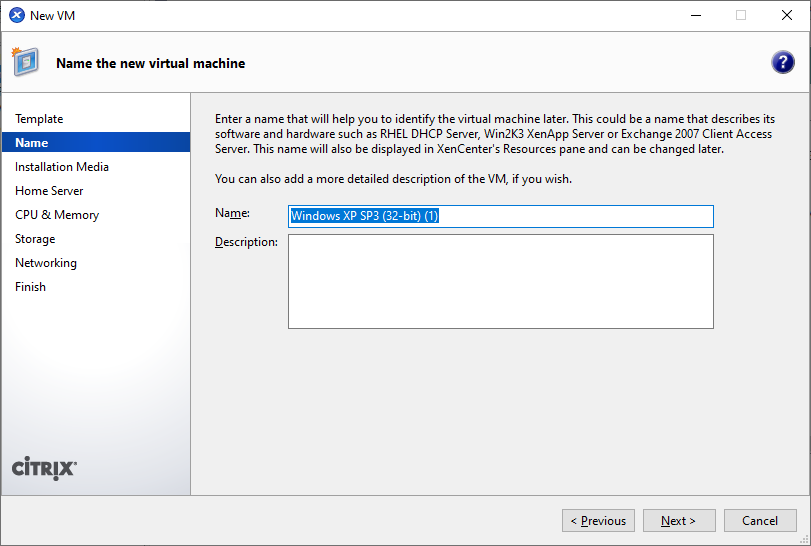 New VM
Name the new virtual machine
?
Template
Name
Installation Media
Home Server
CPU & Memory
Storage
Networking
Finish
CİTRIX®
Enter a name that will help you to identify the virtual machine later. This could be a name that describes its
software and hardware such as RHEL DHCP Server, Win2K3 XenApp Server or Exchange 2007 Client Access
Server. This name will also be displayed in XenCenter's Resources pane and can be changed later.
You can also add a more detailed description of the VM, if you wish.
Name: Windows XP SP3 (32-bit) (1)
Description:
< Previous Next > Cancel